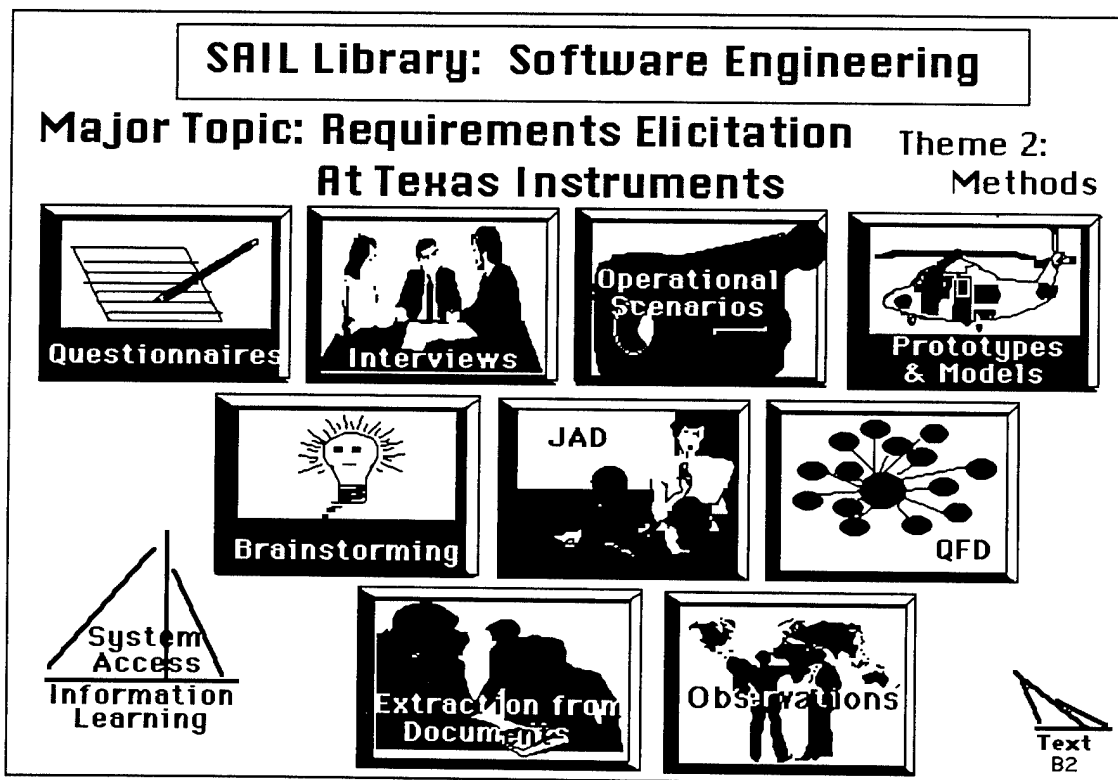 SAIL Library: Software Engineering
Major Topic: Requirements Elicitation
At Texas Instruments
Theme 2:
Methods
Questionnaires
Interviews
Operational
Scenarios
Prototypes
& Models
Brainstorming
JAD
QFD
System
Access
Information
Learning
Extraction from
Documents
Observations
Text
B2